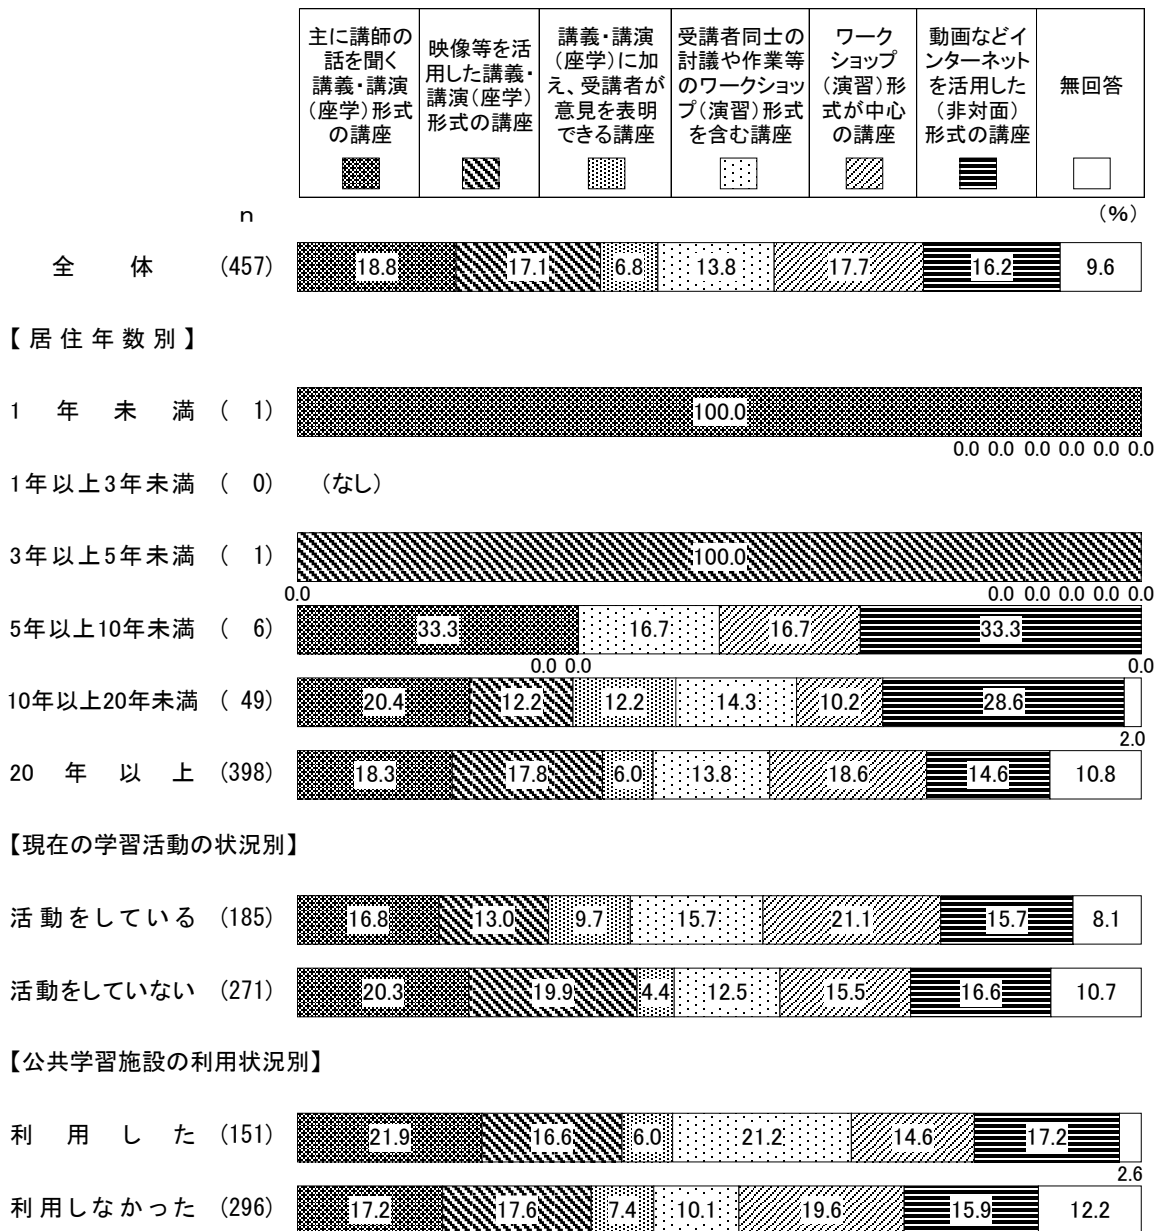 主に講師の
話を聞く
講義・講演
（座学）形式
の講座
映像等を活
用した講義・
講演（座学）
形式の講座
講義・講演
（座学）に加
え、受講者が
意見を表明
できる講座
受講者同士の
討議や作業等
のワークショッ
プ（演習）形式
を含む講座
ワーク
ショップ
（演習）形
式が中心
の講座
動画などイ
ンターネット
を活用した
（非対面）
形式の講座
無回答
n （％）
全体 (457) 18.8 17.1 6.8 13.8 17.7 16.2 9.6
【居住年数別】
1年未満 ( 1) 100.0
0.0 0.0 0.0 0.0 0.0 0.0
1年以上3年未満 ( 0) （なし）
3年以上5年未満 ( 1) 100.0
0.0 0.0 0.0 0.0 0.0 0.0
5年以上10年未満 ( 6) 33.3 16.7 16.7 33.3
0.0 0.0 0.0
10年以上20年未満 ( 49) 20.4 12.2 12.2 14.3 10.2 28.6
2.0
20年以上 (398) 18.3 17.8 6.0 13.8 18.6 14.6 10.8
【現在の学習活動の状況別】
活動をしている (185) 16.8 13.0 9.7 15.7 21.1 15.7 8.1
活動をしていない (271) 20.3 19.9 4.4 12.5 15.5 16.6 10.7
【公共学習施設の利用状況別】
利用した (151) 21.9 16.6 6.0 21.2 14.6 17.2
2.6
利用しなかった (296) 17.2 17.6 7.4 10.1 19.6 15.9 12.2